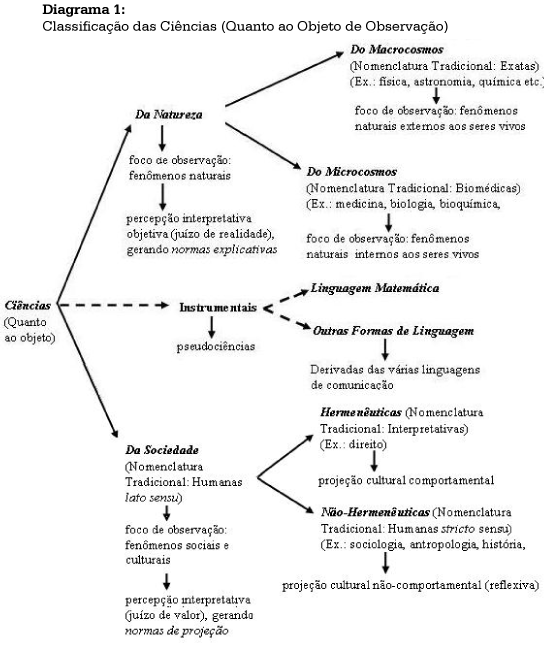 Diagrama 1:
Classificação das Ciências (Quanto ao Objeto de Observação)
Do Macrocosmos
(Nomenclatura Tradicional: Exatas)
(Ex.: física, astronomia, química etc.)
foco de observação: fenômenos
naturais externos aos seres vivos
Da Natureza
foco de observação:
fenômenos naturais
percepção interpretativa
objetiva (juízo de realidade),
gerando normas explicativas
Do Microcosmos
(Nomenclatura Tradicional: Biomédicas)
(Ex.: medicina, biologia, bioquímica,
foco de observação: fenômenos
naturais internos aos seres vivos
Ciências
(Quanto
ao objeto)
Instrumentais
pseudociências
Linguagem Matemática
Outras Formas de Linguagem
Derivadas das várias linguagens
de comunicação
Da Sociedade
(Nomenclatura
Tradicional: Humanas
lato sensu)
foco de observação:
fenômenos sociais e
culturais
percepção interpretativa
(juízo de valor), gerando
normas de projeção
Hermenêuticas (Nomenclatura
Tradicional: Interpretativas)
(Ex.: direito)
projeção cultural comportamental
Não-Hermenêuticas (Nomenclatura
Tradicional: Humanas stricto sensu)
(Ex.: sociologia, antropologia, história,
projeção cultural não-comportamental (reflexiva)